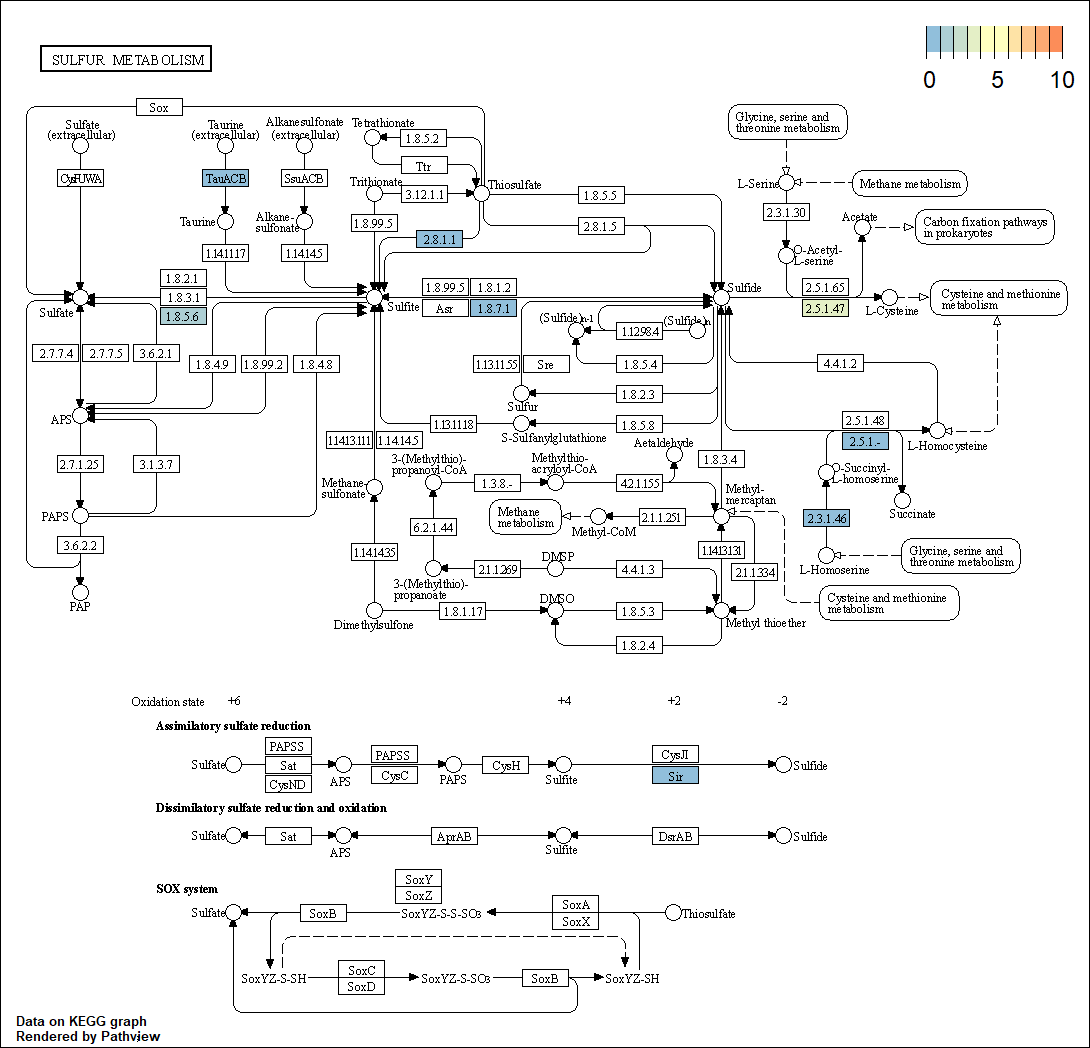 SULFUR METABOLISM
0
5
10
Sox
Sulfate
(extracellular)
Taurine
(extracellular)
Alkanesulfonate
(extracellular)
Tetrathionate
1.8.5.2
Glycine, serine and
threonine metabolism
CysPUWA
TauACB
SsuACB
Ttr
Trithionate
3.12.1.1
Thiosulfate
1.8.5.5
L-Serine
Methane metabolism
Taurine
Alkane-
sulfonate
1.8.99.5
2.8.1.1
2.8.1.5
2.3.1.30
Acetate
Carbon fixation pathways
in prokaryotes
1.14.11.17
1.14.14.5
O-Acetyl-
L-serine
1.8.2.1
1.8.3.1
1.8.5.6
Sulfate
Sulfite
1.8.99.5
1.8.1.2
Asr
1.8.7.1
Sulfide
2.5.1.65
2.5.1.47
L-Cysteine
Cysteine and methionine
metabolism
(Sulfide)n-1
1.12.98.4
(Sulfide)n
2.7.7.4
2.7.7.5
3.6.2.1
1.8.4.9
1.8.99.2
1.8.4.8
1.13.11.55
Sre
1.8.5.4
4.4.1.2
Sulfur
1.8.2.3
APS
1.13.11.18
S-Sulfanylglutathione
1.8.5.8
2.5.1.48
2.5.1.-
L-Homocysteine
1.14.13.111
1.14.14.5
Aetaldehyde
2.7.1.25
3.1.3.7
3-(Methylthio)-
propanoyl-CoA
Methylthio-
acryloyl-CoA
1.8.3.4
O-Succinyl-
L-homoserine
Methane-
sulfonate
1.3.8.-
4.2.1.155
Methyl-
mercaptan
Succinate
PAPS
6.2.1.44
Methane
metabolism
Methyl-CoM
2.1.1.251
2.3.1.46
3.6.2.2
1.14.14.35
DMSP
1.14.13.131
L-Homoserine
Glycine, serine and
threonine metabolism
3-(Methylthio)-
propanoate
2.1.1.269
4.4.1.3
2.1.1.334
PAP
Dimethylsulfone
1.8.1.17
DMSO
1.8.5.3
Methyl thioether
Cysteine and methionine
metabolism
1.8.2.4
Oxidation state
+6
+4
+2
-2
Assimilatory sulfate reduction
Sulfate
PAPSS
Sat
CysND
APS
PAPSS
CysC
PAPS
CysH
Sulfite
CysJI
Sir
Sulfide
Dissimilatory sulfate reduction and oxidation
Sulfate
Sat
APS
AprAB
Sulfite
DsrAB
Sulfide
SOX system
SoxY
SoxZ
Sulfate
SoxB
SoxYZ-S-S-SO3
SoxA
SoxX
Thiosulfate
SoxYZ-S-SH
SoxC
SoxD
SoxYZ-S-SO3
SoxB
SoxYZ-SH
Data on KEGG graph
Rendered by Pathview